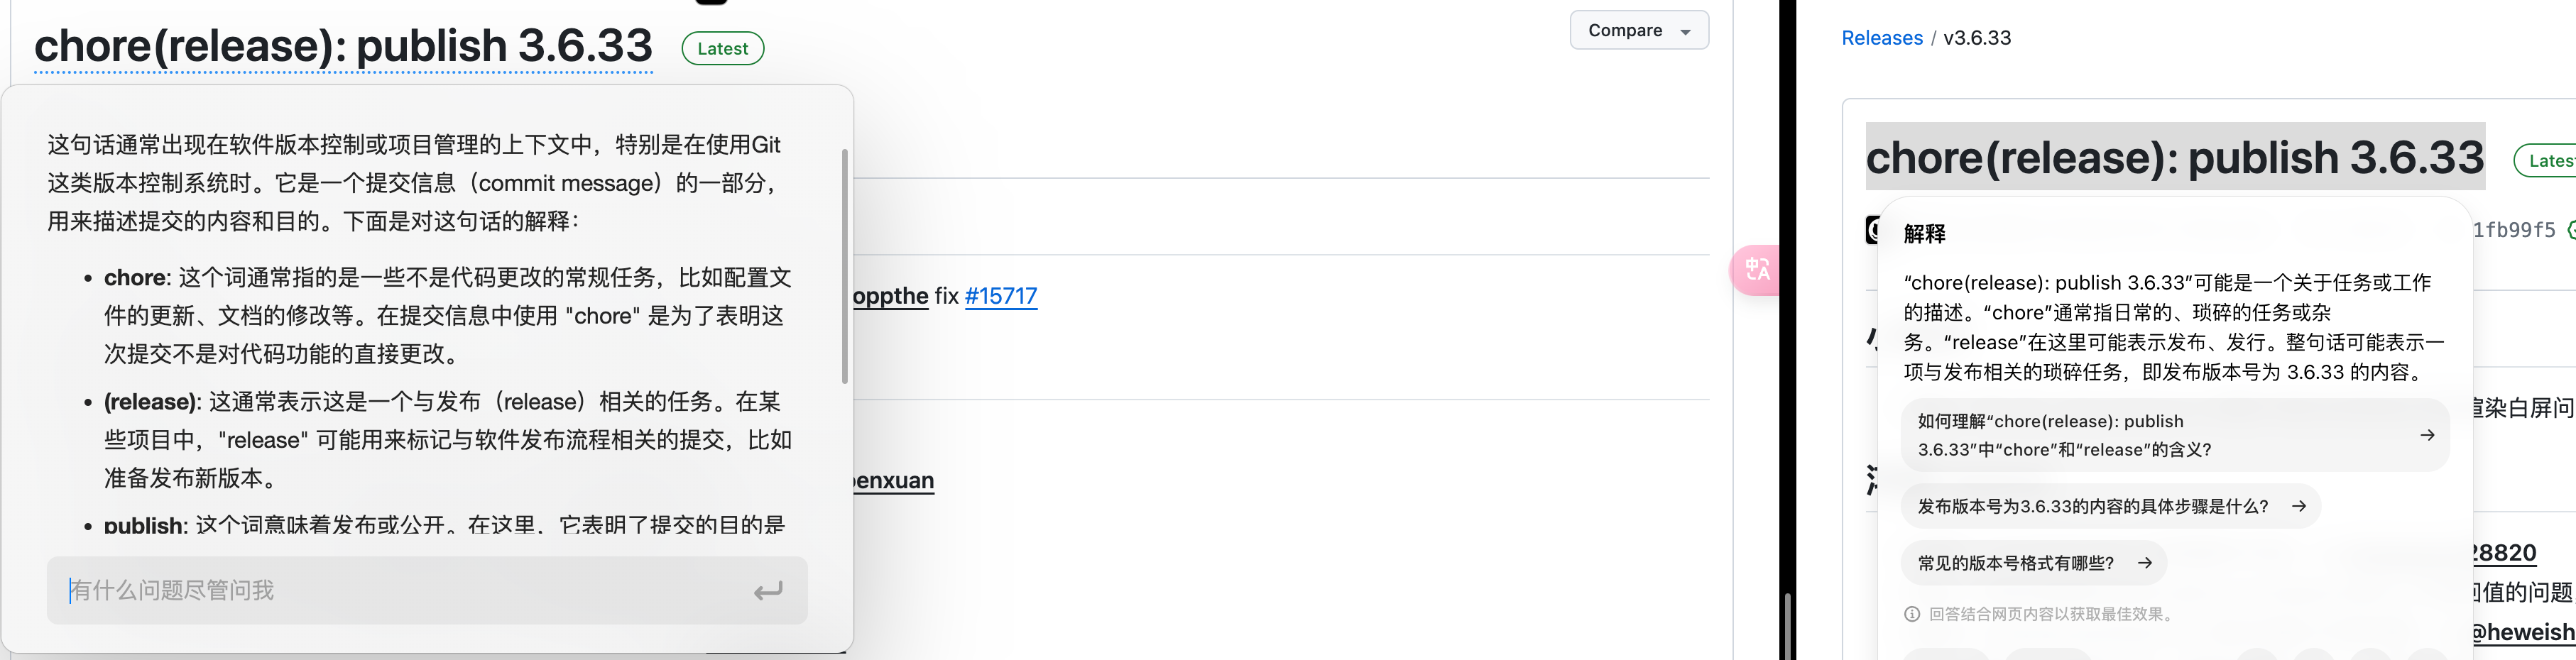 chore(release): publish 3.6.33
Latest
Compare
这句话通常出现在软件版本控制或项目管理的上下文中，特别是在使用Git
这类版本控制系统时。它是一个提交信息（commit message）的一部分，
用来描述提交的内容和目的。下面是对这句话的解释：
• chore: 这个词通常指的是一些不是代码更改的常规任务，比如配置文
件的更新、文档的修改等。在提交信息中使用 "chore" 是为了表明这
次提交不是对代码功能的直接更改。
• (release): 这通常表示这是一个与发布（release）相关的任务。在某
些项目中，"release" 可能用来标记与软件发布流程相关的提交，比如
准备发布新版本。
• publish: 这个词意味着发布或公开。在这里，它表明了提交的目的是
有什么问题尽管问我
oppthe fix #15717
enxuan
Releases / v3.6.33
chore(release): publish 3.6.33
Latest
1fb99f5
解释
“chore(release): publish 3.6.33”可能是一个关于任务或工作
的描述。“chore”通常指日常的、琐碎的任务或杂
务。“release”在这里可能表示发布、发行。整句话可能表示一
项与发布相关的琐碎任务，即发布版本号为 3.6.33 的内容。
如何理解“chore(release): publish
3.6.33”中“chore”和“release”的含义？
发布版本号为3.6.33的内容的具体步骤是什么？
常见的版本号格式有哪些？
回答结合网页内容以获取最佳效果。
渲染白屏问
28820
回值的问题
@heweish